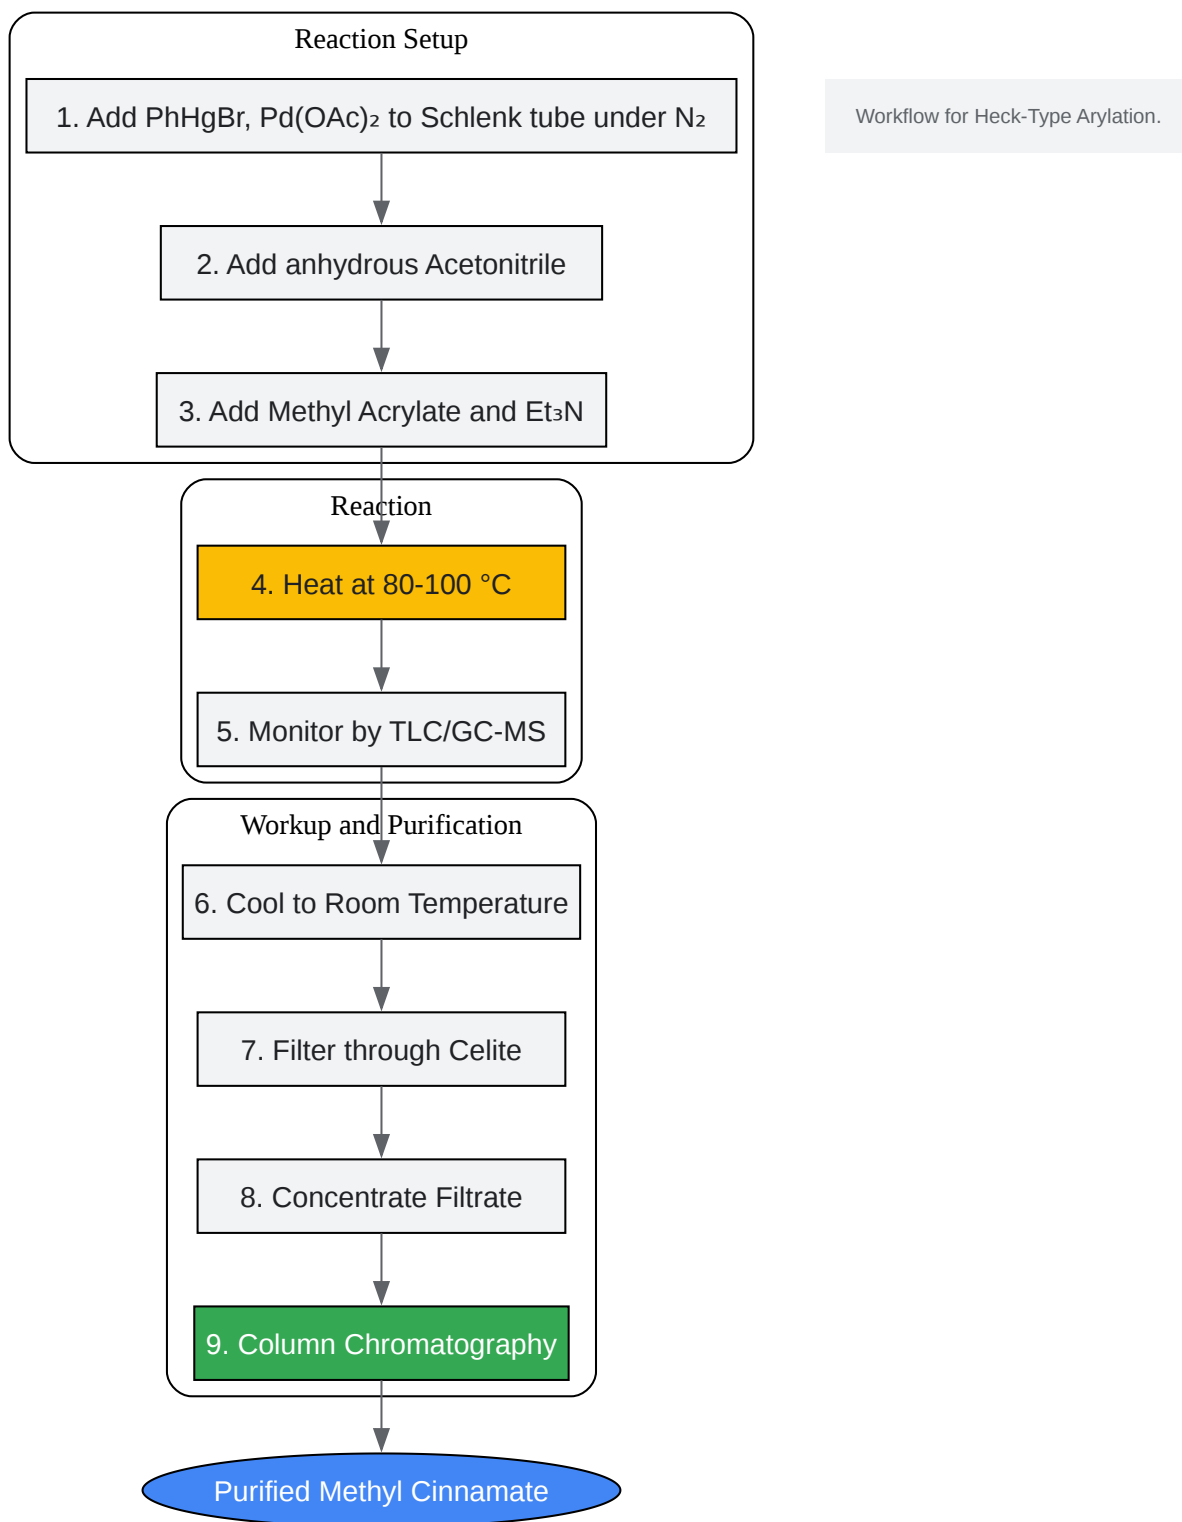 Reaction Setup
1. Add PhHgBr, Pd(OAc)₂ to Schlenk tube under N₂
Workflow for Heck-Type Arylation.
2. Add anhydrous Acetonitrile
3. Add Methyl Acrylate and Et₃N
Reaction
4. Heat at 80-100 °C
5. Monitor by TLC/GC-MS
Workup and Purification
6. Cool to Room Temperature
7. Filter through Celite
8. Concentrate Filtrate
9. Column Chromatography
Purified Methyl Cinnamate